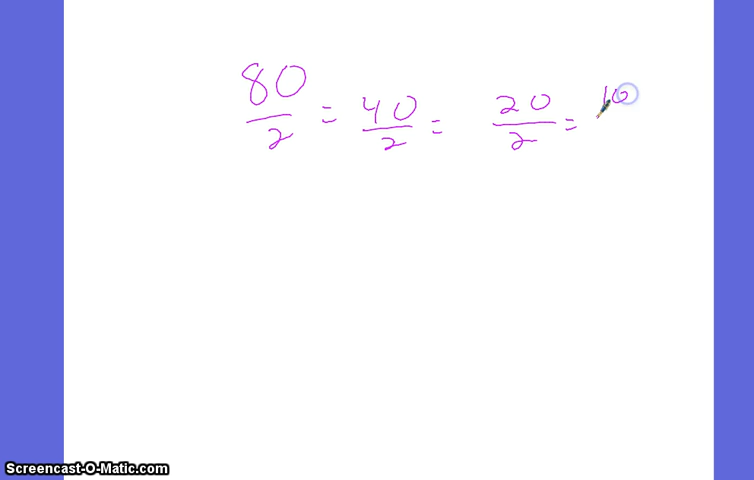 80/2 = 40/2 = 20/2 = 10
Screencast-O-Matic.com